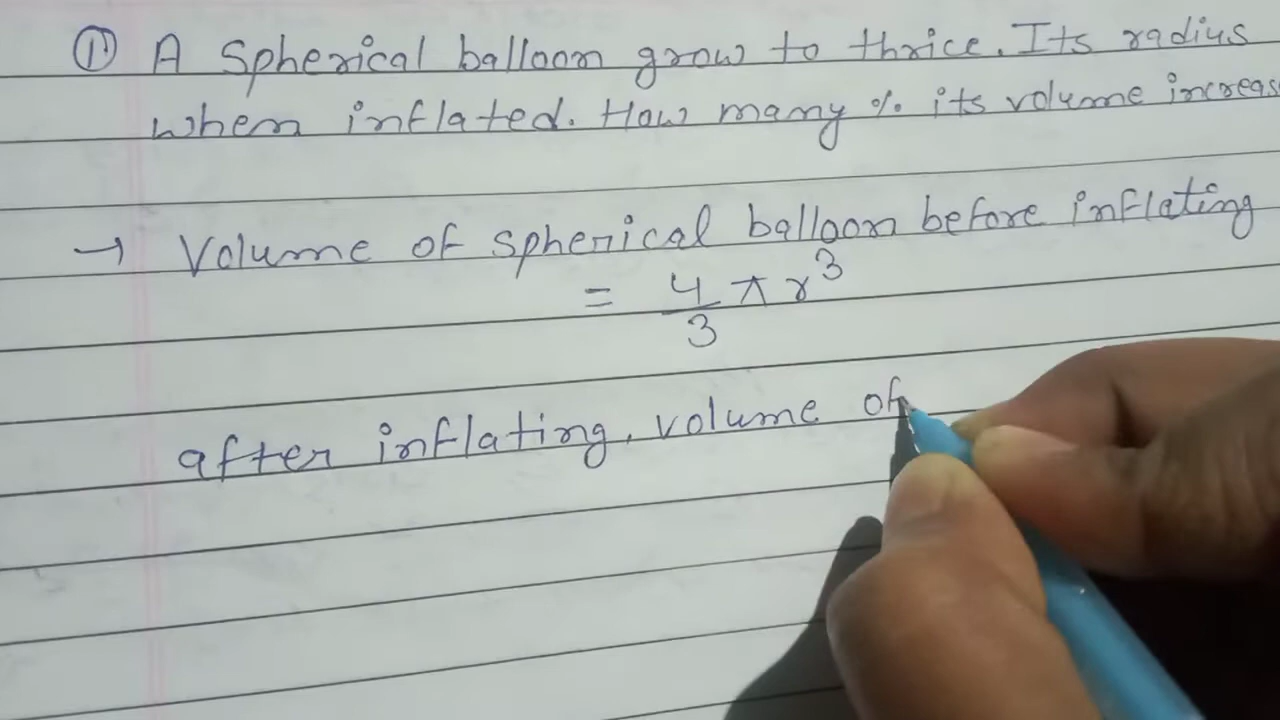 ① A Spherical balloon grow to thrice. Its radius
when inflated. How many % its volume increas
→ Volume of spherical balloon before inflating
= 4/3 π r³
after inflating, volume of